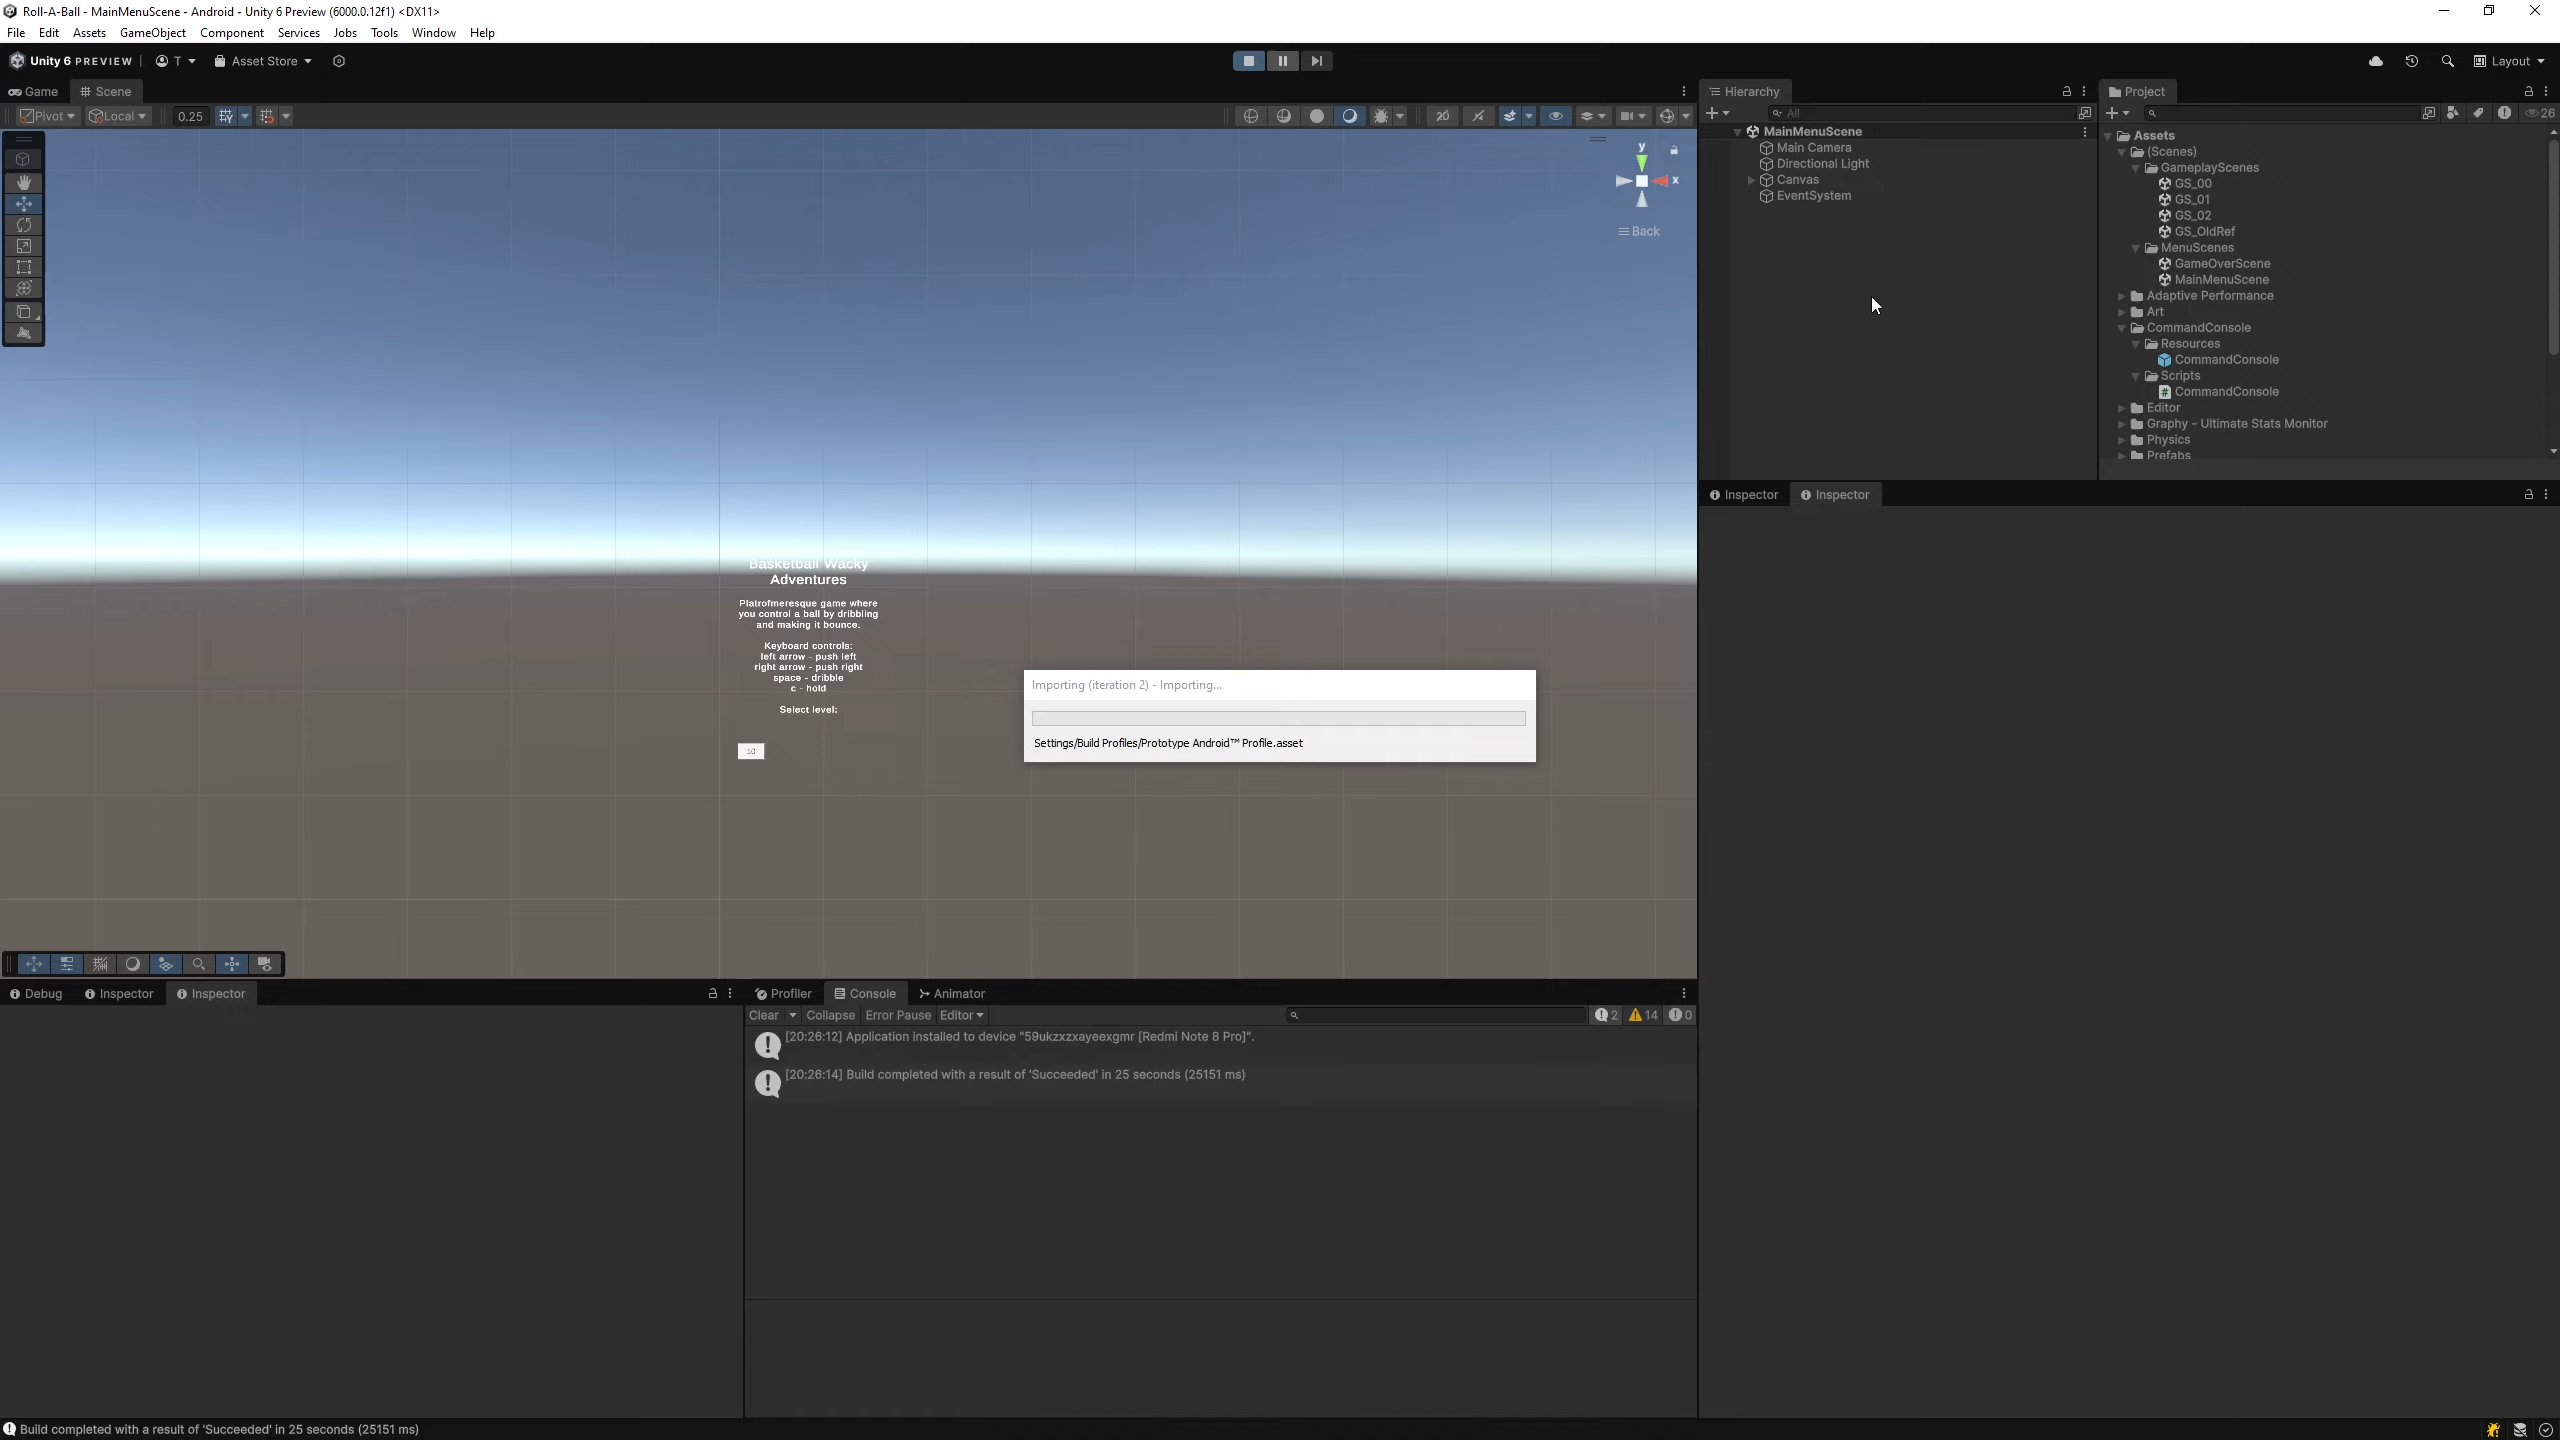 Roll-A-Ball - MainMenuScene - Android - Unity 6 Preview (6000.0.12f1) <DX11>
File Edit Assets GameObject Component Services Jobs Tools Window Help
Unity 6 PREVIEW T Asset Store Layout
Game Scene
Pivot Local 0.25
y
x
Back
Basketball Wacky
Adventures
Platrofmeresque game where
you control a ball by dribbling
and making it bounce.
Keyboard controls:
left arrow - push left
right arrow - push right
space - dribble
c - hold
Select level:
Importing (iteration 2) - Importing...
Settings/Build Profiles/Prototype Android™ Profile.asset
Hierarchy
All
MainMenuScene
Main Camera
Directional Light
Canvas
EventSystem
Project
26
Assets
(Scenes)
GameplayScenes
GS_00
GS_01
GS_02
GS_OldRef
MenuScenes
GameOverScene
MainMenuScene
Adaptive Performance
Art
CommandConsole
Resources
CommandConsole
Scripts
CommandConsole
Editor
Graphy - Ultimate Stats Monitor
Physics
Prefabs
Inspector Inspector
Debug Inspector Inspector
Profiler Console Animator
Clear Collapse Error Pause Editor 2 14 0
[20:26:12] Application installed to device "59ukzxzxayeexgmr [Redmi Note 8 Pro]".
[20:26:14] Build completed with a result of 'Succeeded' in 25 seconds (25151 ms)
Build completed with a result of 'Succeeded' in 25 seconds (25151 ms)